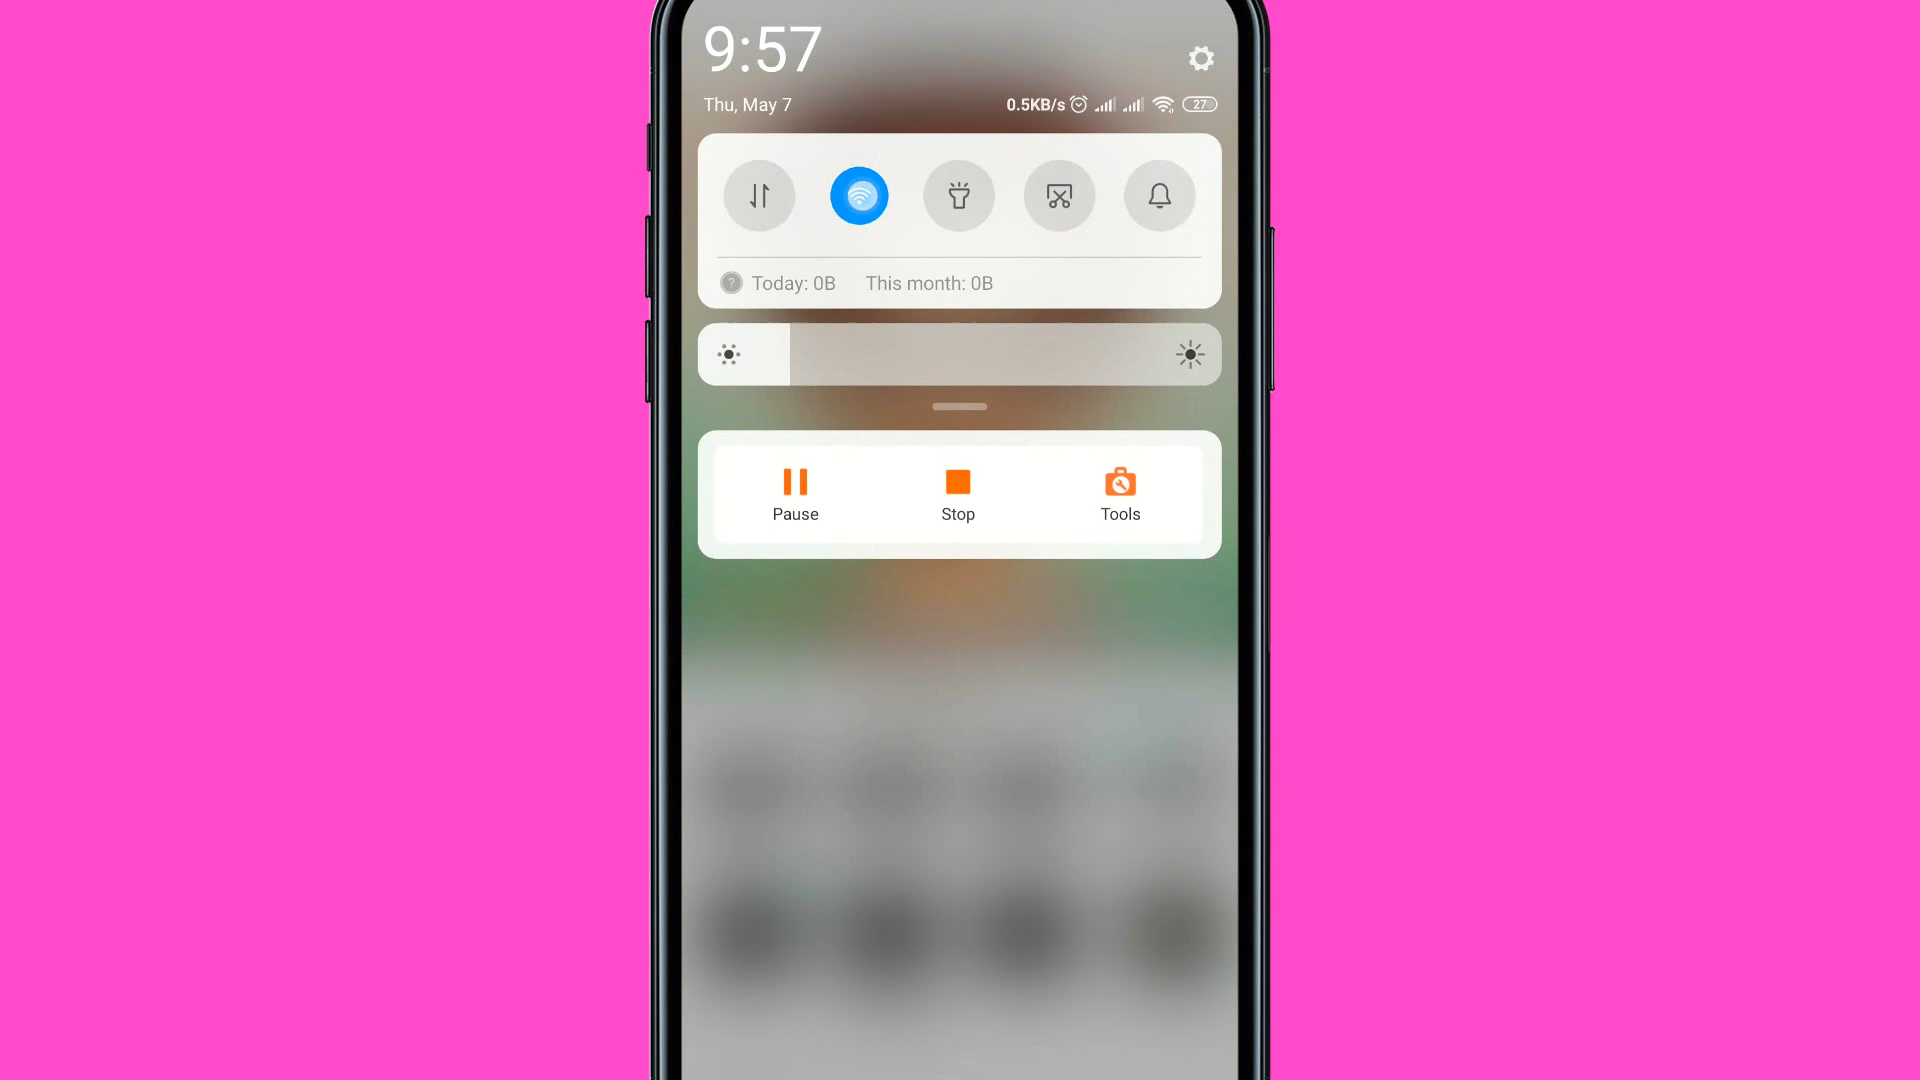 9:57
Thu, May 7
0.5KB/s
27
? Today: 0B This month: 0B
Pause Stop Tools